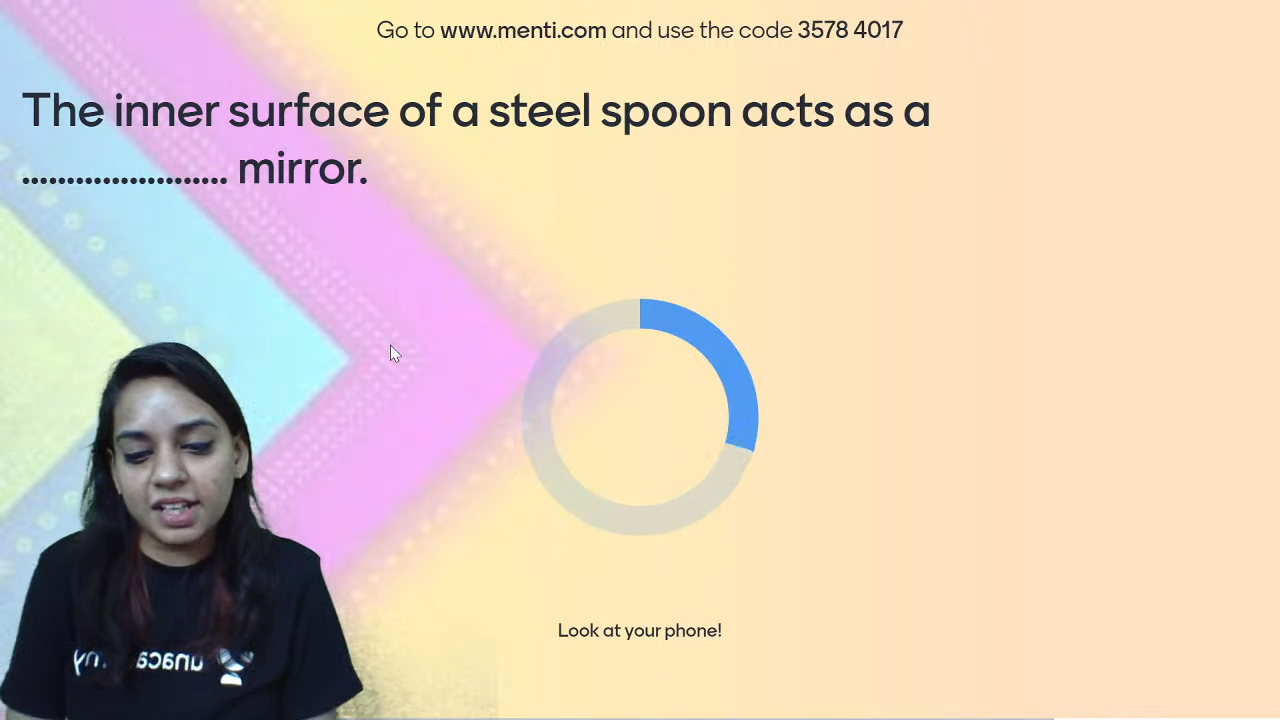 Go to www.menti.com and use the code 3578 4017
The inner surface of a steel spoon acts as a
....................... mirror.
Look at your phone!